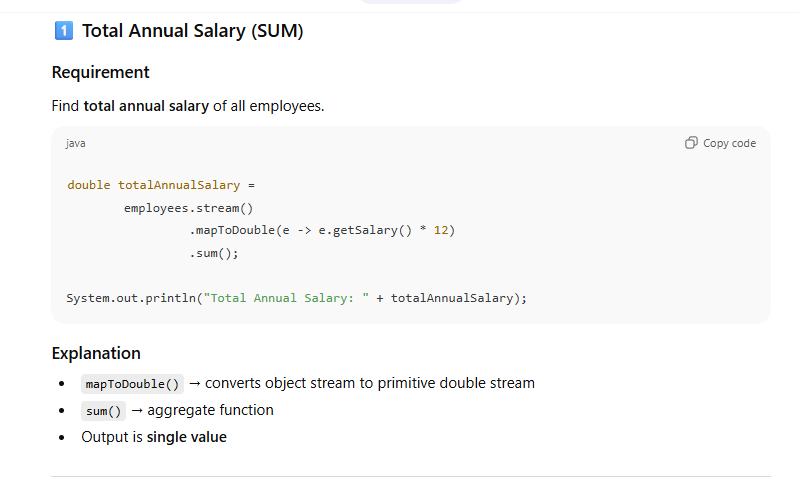 1 Total Annual Salary (SUM)
Requirement
Find total annual salary of all employees.
java
Copy code
double totalAnnualSalary =
employees.stream()
.mapToDouble(e -> e.getSalary() * 12)
.sum();
System.out.println("Total Annual Salary: " + totalAnnualSalary);
Explanation
• mapToDouble() → converts object stream to primitive double stream
• sum() → aggregate function
• Output is single value